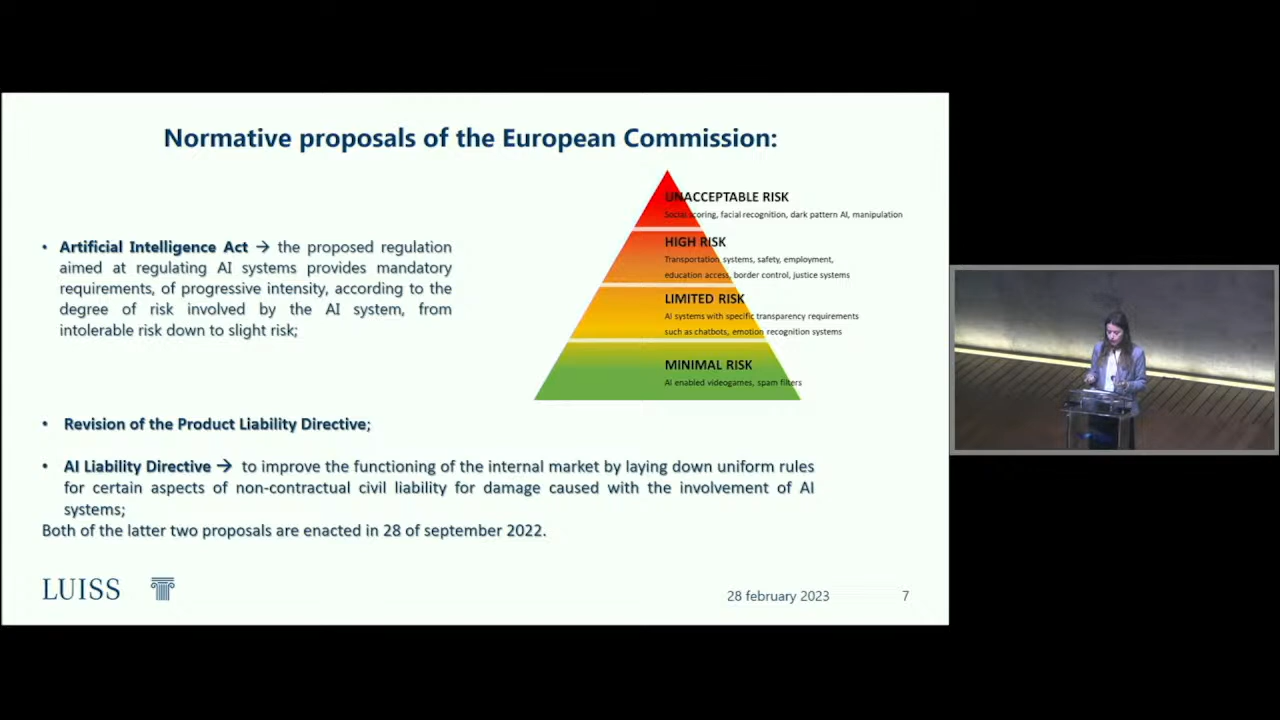 Normative proposals of the European Commission:
UNACCEPTABLE RISK
Social scoring, facial recognition, dark pattern AI, manipulation
HIGH RISK
Transportation systems, safety, employment,
education access, border control, justice systems
LIMITED RISK
AI systems with specific transparency requirements
such as chatbots, emotion recognition systems
MINIMAL RISK
AI enabled videogames, spam filters
• Artificial Intelligence Act → the proposed regulation
aimed at regulating AI systems provides mandatory
requirements, of progressive intensity, according to the
degree of risk involved by the AI system, from
intolerable risk down to slight risk;
• Revision of the Product Liability Directive;
• AI Liability Directive → to improve the functioning of the internal market by laying down uniform rules
for certain aspects of non-contractual civil liability for damage caused with the involvement of AI
systems;
Both of the latter two proposals are enacted in 28 of september 2022.
LUISS
28 february 2023
7